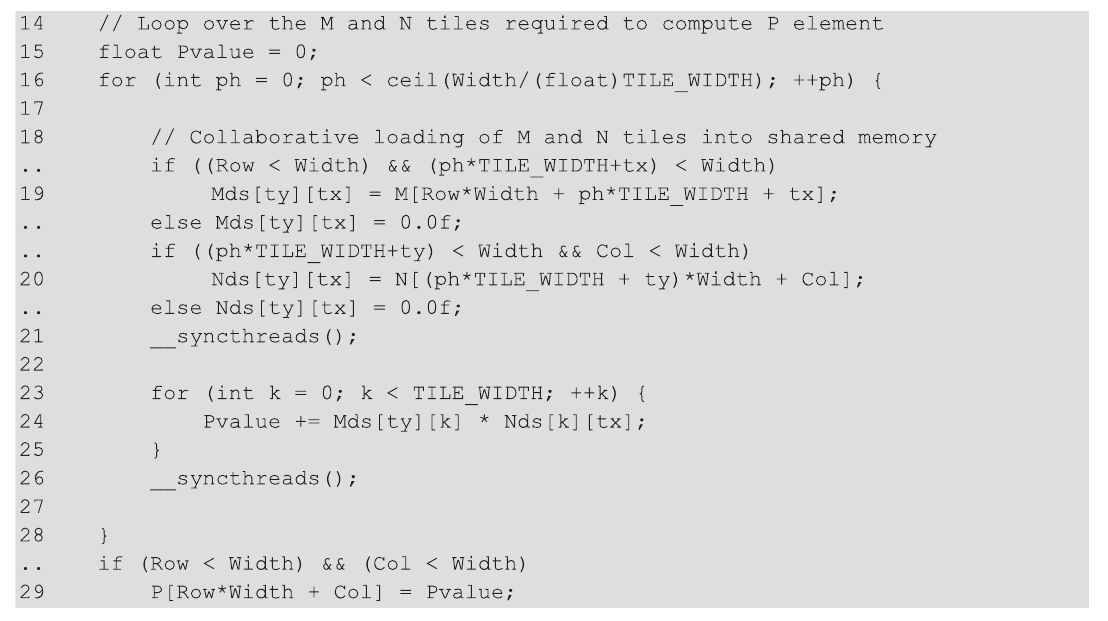 14 // Loop over the M and N tiles required to compute P element
15 float Pvalue = 0;
16 for (int ph = 0; ph < ceil(Width/(float)TILE_WIDTH); ++ph) {
17
18 // Collaborative loading of M and N tiles into shared memory
.. if ((Row < Width) && (ph*TILE_WIDTH+tx) < Width)
19 Mds[ty][tx] = M[Row*Width + ph*TILE_WIDTH + tx];
.. else Mds[ty][tx] = 0.0f;
.. if ((ph*TILE_WIDTH+ty) < Width && Col < Width)
20 Nds[ty][tx] = N[(ph*TILE_WIDTH + ty)*Width + Col];
.. else Nds[ty][tx] = 0.0f;
21 __syncthreads();
22
23 for (int k = 0; k < TILE_WIDTH; ++k) {
24 Pvalue += Mds[ty][k] * Nds[k][tx];
25 }
26 __syncthreads();
27
28 }
.. if (Row < Width) && (Col < Width)
29 P[Row*Width + Col] = Pvalue;